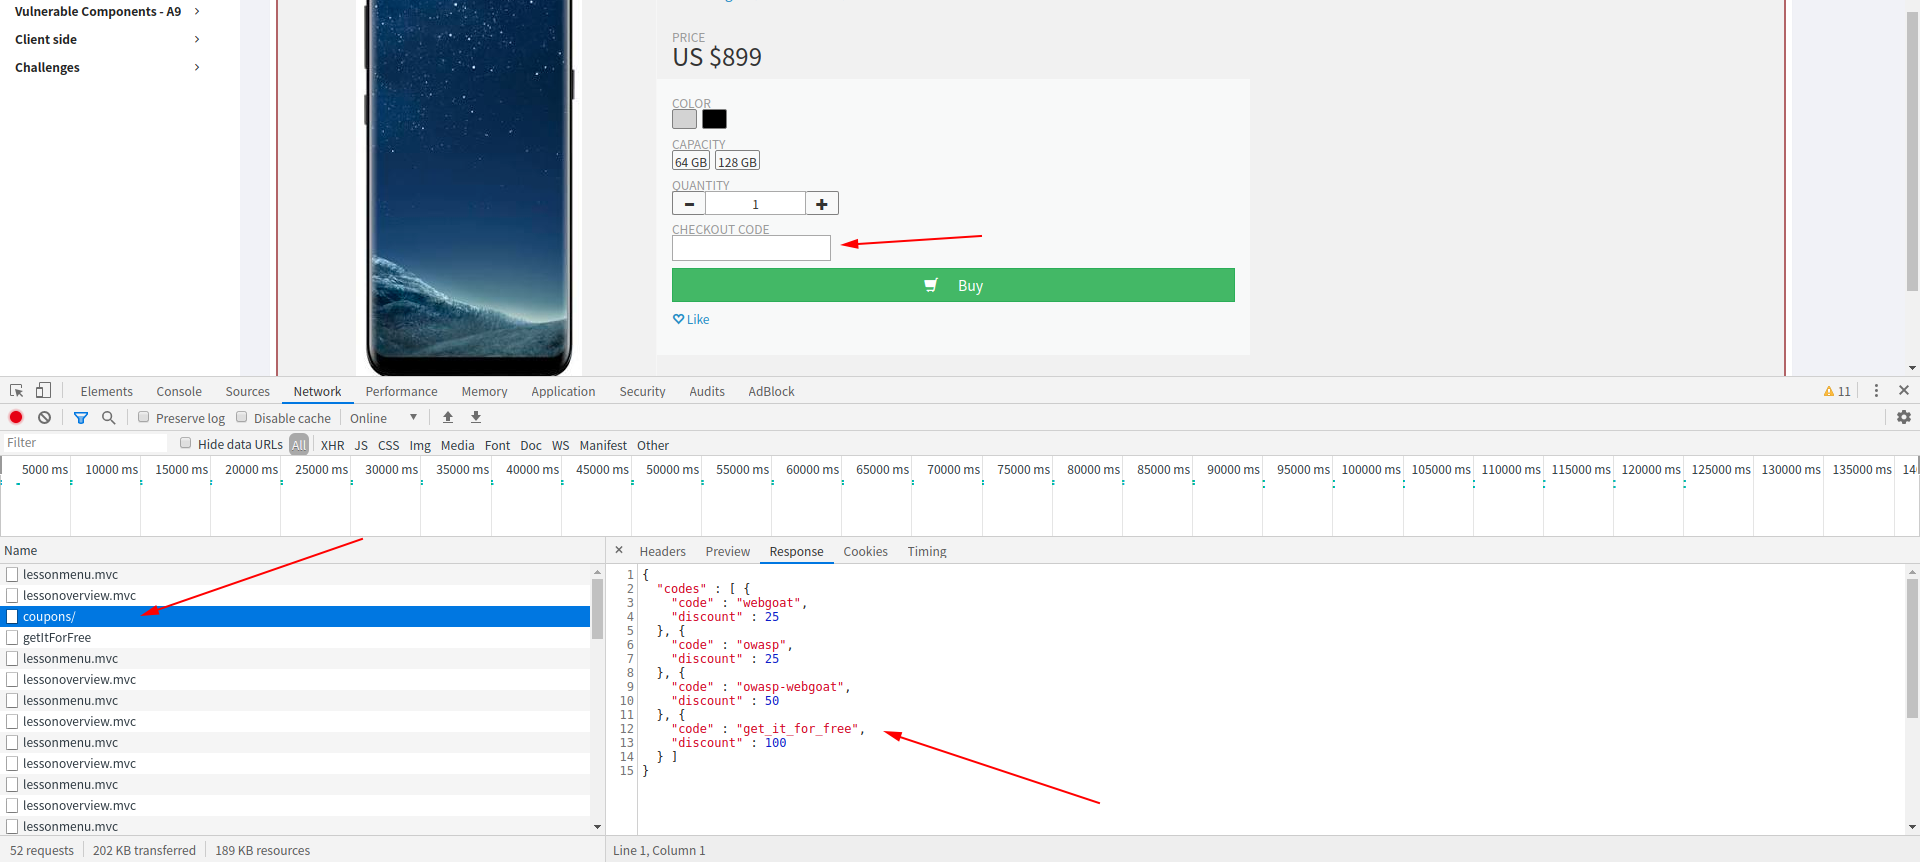 Vulnerable Components - A9
Client side
Challenges
PRICE
US $899
COLOR
CAPACITY
64 GB 128 GB
QUANTITY
1
CHECKOUT CODE
Buy
Like
Elements Console Sources Network Performance Memory Application Security Audits AdBlock 11
Preserve log Disable cache Online
Filter Hide data URLs All XHR JS CSS Img Media Font Doc WS Manifest Other
5000 ms 10000 ms 15000 ms 20000 ms 25000 ms 30000 ms 35000 ms 40000 ms 45000 ms 50000 ms 55000 ms 60000 ms 65000 ms 70000 ms 75000 ms 80000 ms 85000 ms 90000 ms 95000 ms 100000 ms 105000 ms 110000 ms 115000 ms 120000 ms 125000 ms 130000 ms 135000 ms
Name
lessonmenu.mvc
lessonoverview.mvc
coupons/
getItForFree
lessonmenu.mvc
lessonoverview.mvc
lessonmenu.mvc
lessonoverview.mvc
lessonmenu.mvc
lessonoverview.mvc
lessonmenu.mvc
lessonoverview.mvc
lessonmenu.mvc
52 requests 202 KB transferred 189 KB resources
Headers Preview Response Cookies Timing
1 {
2 "codes" : [ {
3 "code" : "webgoat",
4 "discount" : 25
5 }, {
6 "code" : "owasp",
7 "discount" : 25
8 }, {
9 "code" : "owasp-webgoat",
10 "discount" : 50
11 }, {
12 "code" : "get_it_for_free",
13 "discount" : 100
14 } ]
15 }
Line 1, Column 1